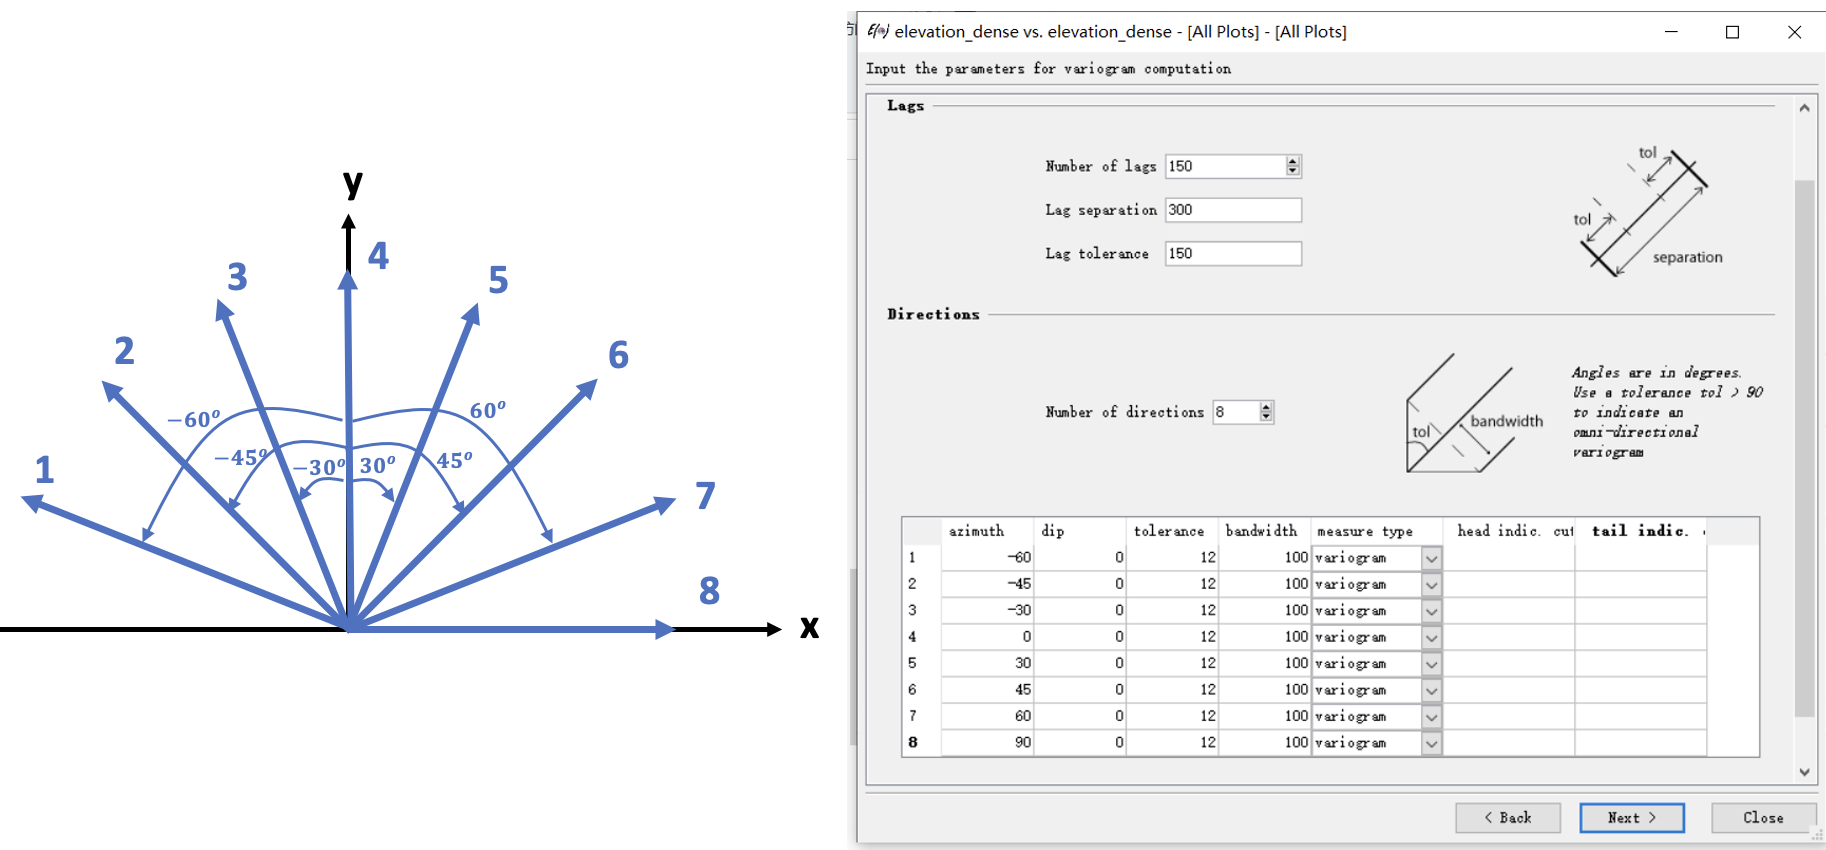 y
4
3
5
2
6
−60º
60º
−45º
−30º
30º
45º
1
7
8
x
elevation_dense vs. elevation_dense - [All Plots] - [All Plots]
Input the parameters for variogram computation
Lags
Number of lags 150
Lag separation 300
Lag tolerance 150
tol
tol
separation
Directions
Number of directions 8
tol
bandwidth
Angles are in degrees.
Use a tolerance tol > 90
to indicate an
omni-directional
variogram
azimuth dip tolerance bandwidth measure type head indic. cut tail indic.
1 -60 0 12 100 variogram
2 -45 0 12 100 variogram
3 -30 0 12 100 variogram
4 0 0 12 100 variogram
5 30 0 12 100 variogram
6 45 0 12 100 variogram
7 60 0 12 100 variogram
8 90 0 12 100 variogram
< Back Next > Close